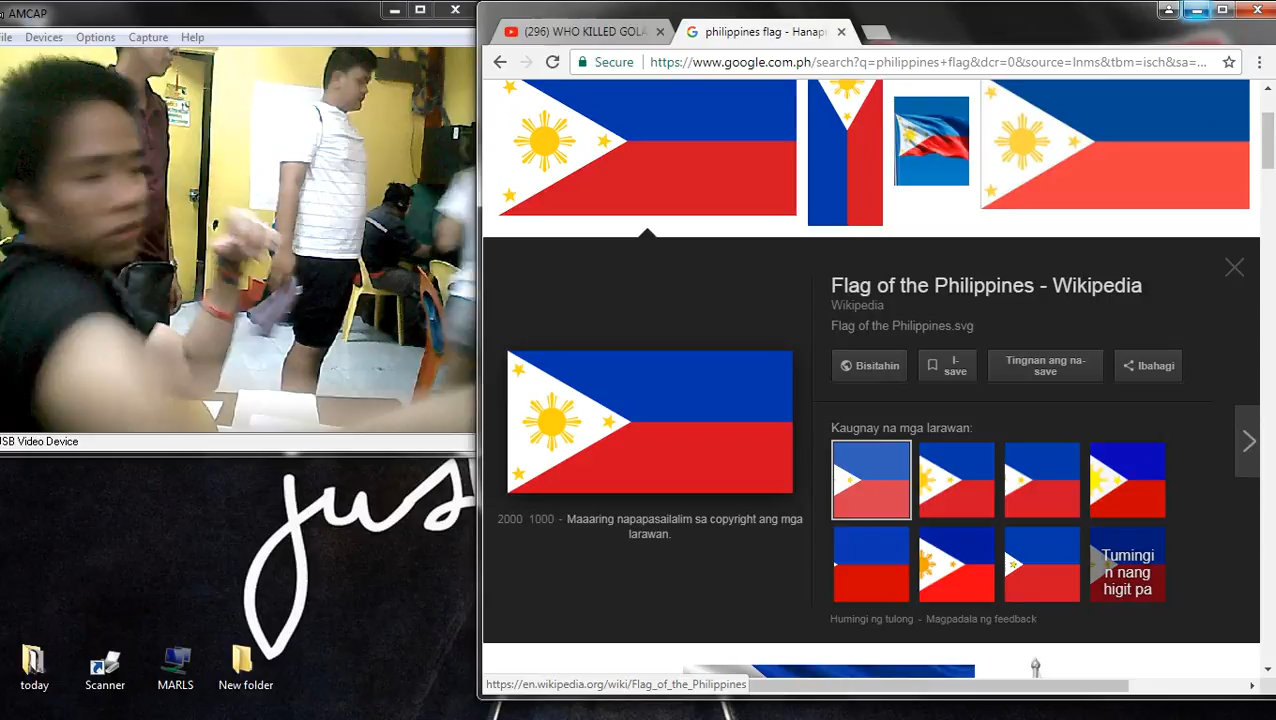 AMCAP
ile Devices Options Capture Help
(296) WHO KILLED GOLA
philippines flag - Hanap
Secure
https://www.google.com.ph/search?q=philippines+flag&dcr=0&source=lnms&tbm=isch&sa=...
Flag of the Philippines - Wikipedia
Wikipedia
Flag of the Philippines.svg
Bisitahin
I-
save
Tingnan ang na-
save
Ibahagi
Kaugnay na mga larawan:
2000 1000 - Maaaring napapasailalim sa copyright ang mga
larawan.
Tumingi
n nang
higit pa
Humingi ng tulong - Magpadala ng feedback
https://en.wikipedia.org/wiki/Flag_of_the_Philippines
USB Video Device
jus
today
Scanner
MARLS
New folder